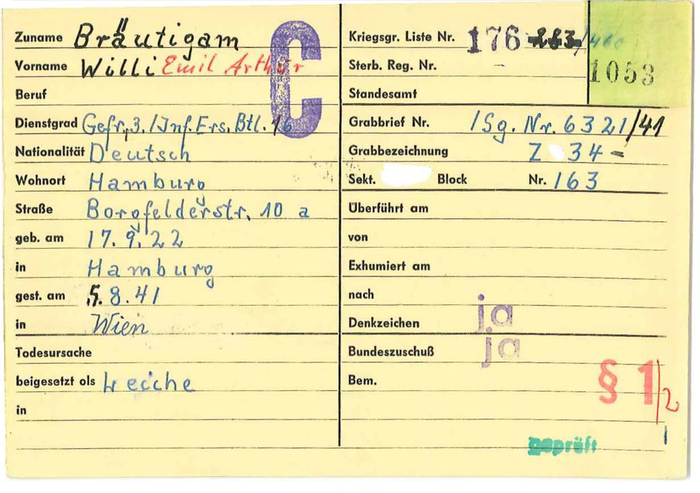 Zuname Bräutigam
Vorname Willi Emil Arthur
C
Beruf
Dienstgrad Gefr, 3./Inf. Ers. Btl. 16
Nationalität Deutsch
Wohnort Hamburg
Straße Borgfelderstr. 10 a
geb. am 17.9.22
in Hamburg
gest. am 5.8.41
in Wien
Todesursache
beigesetzt als Leiche
in
Kriegsgr. Liste Nr. 176
Sterb. Reg. Nr. 1053
Standesamt
Grabbrief Nr. /Sg. Nr. 6321/41
Grabbezeichnung Z 34
Sekt. Block Nr. 163
Überführt am
von
Exhumiert am
nach
Denkzeichen ja
Bundeszuschuß ja
Bem. § 1/2
geprüft